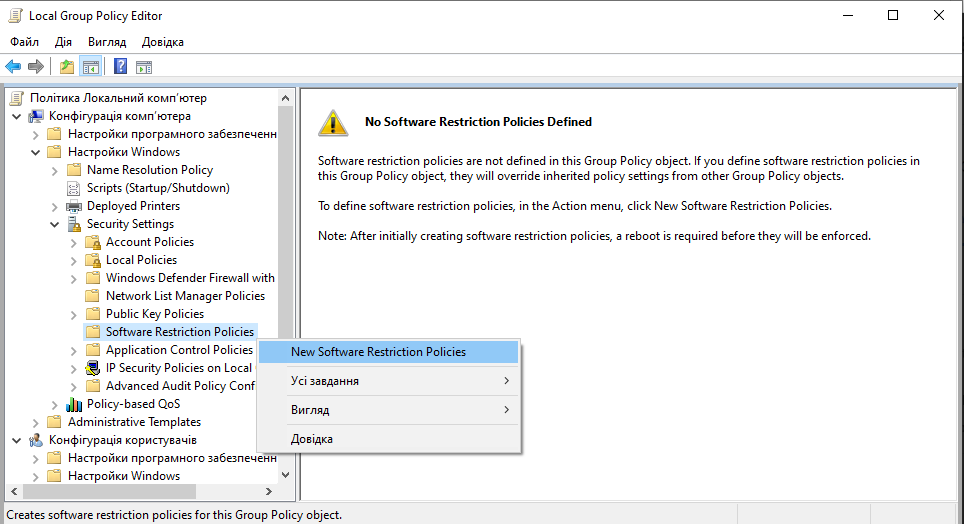 Local Group Policy Editor
Файл Дія Вигляд Довідка
Політика Локальний комп'ютер
Конфігурація комп'ютера
Настройки програмного забезпеченн
Настройки Windows
Name Resolution Policy
Scripts (Startup/Shutdown)
Deployed Printers
Security Settings
Account Policies
Local Policies
Windows Defender Firewall with
Network List Manager Policies
Public Key Policies
Software Restriction Policies
Application Control Policies
IP Security Policies on Local
Advanced Audit Policy Conf
Policy-based QoS
Administrative Templates
Конфігурація користувачів
Настройки програмного забезпеченн
Настройки Windows
No Software Restriction Policies Defined
Software restriction policies are not defined in this Group Policy object. If you define software restriction policies in
this Group Policy object, they will override inherited policy settings from other Group Policy objects.
To define software restriction policies, in the Action menu, click New Software Restriction Policies.
Note: After initially creating software restriction policies, a reboot is required before they will be enforced.
New Software Restriction Policies
Усі завдання
Вигляд
Довідка
Creates software restriction policies for this Group Policy object.